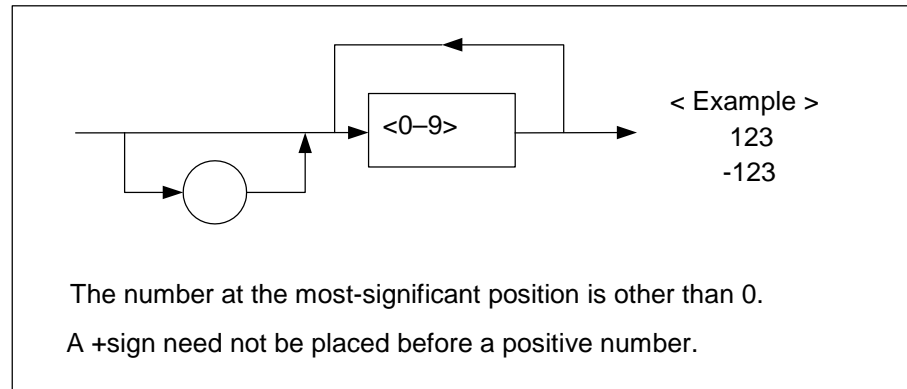 <0–9>
< Example >
123
-123
The number at the most-significant position is other than 0.
A +sign need not be placed before a positive number.